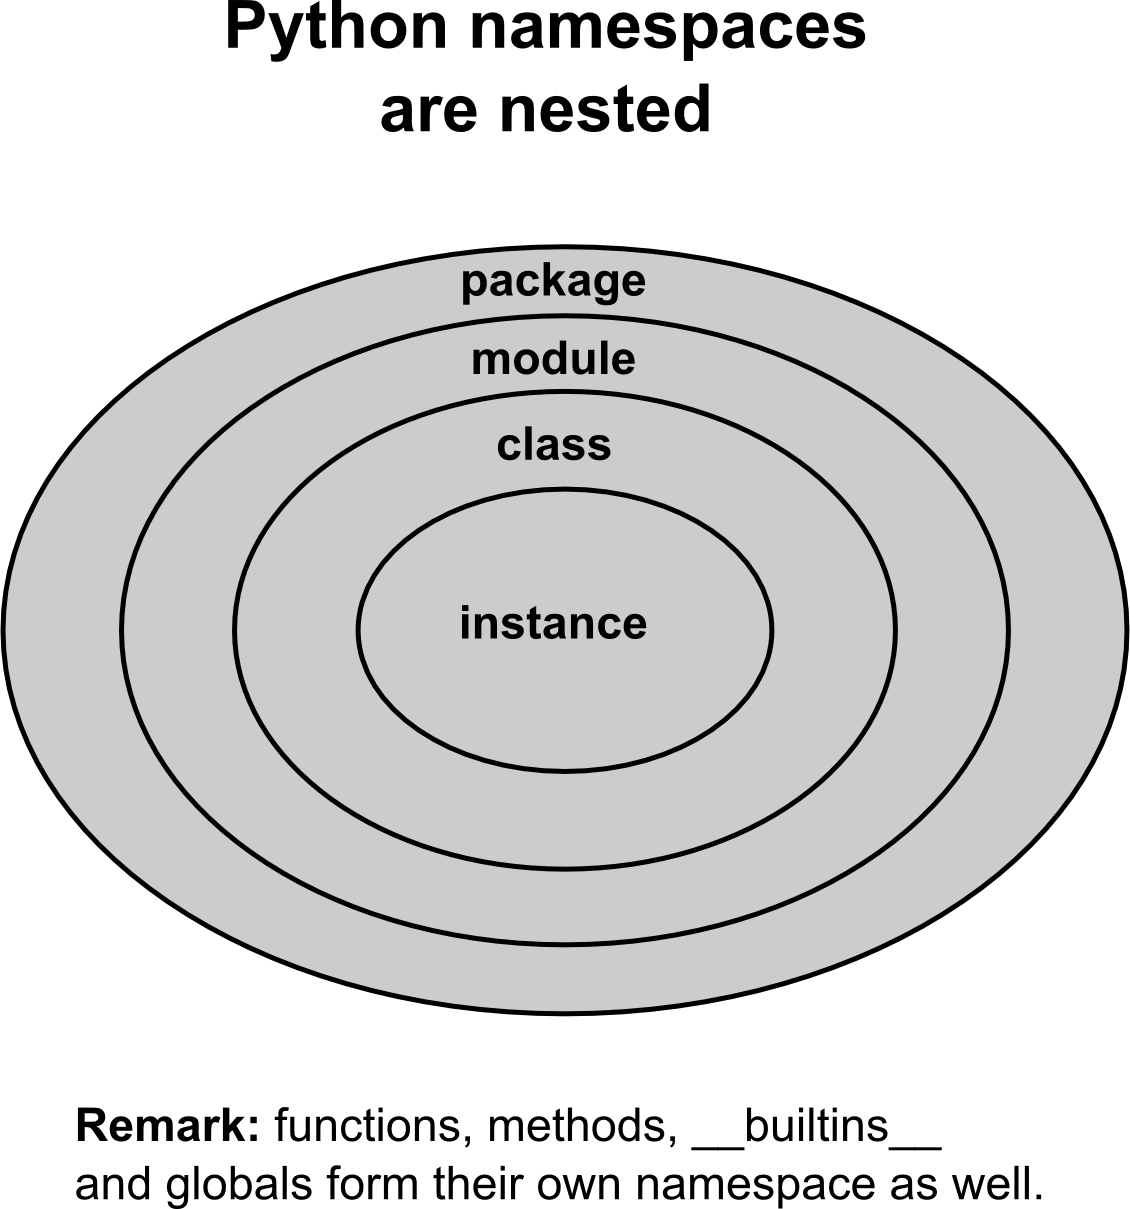 Python namespaces
are nested
package
module
class
instance
Remark: functions, methods, __builtins__
and globals form their own namespace as well.